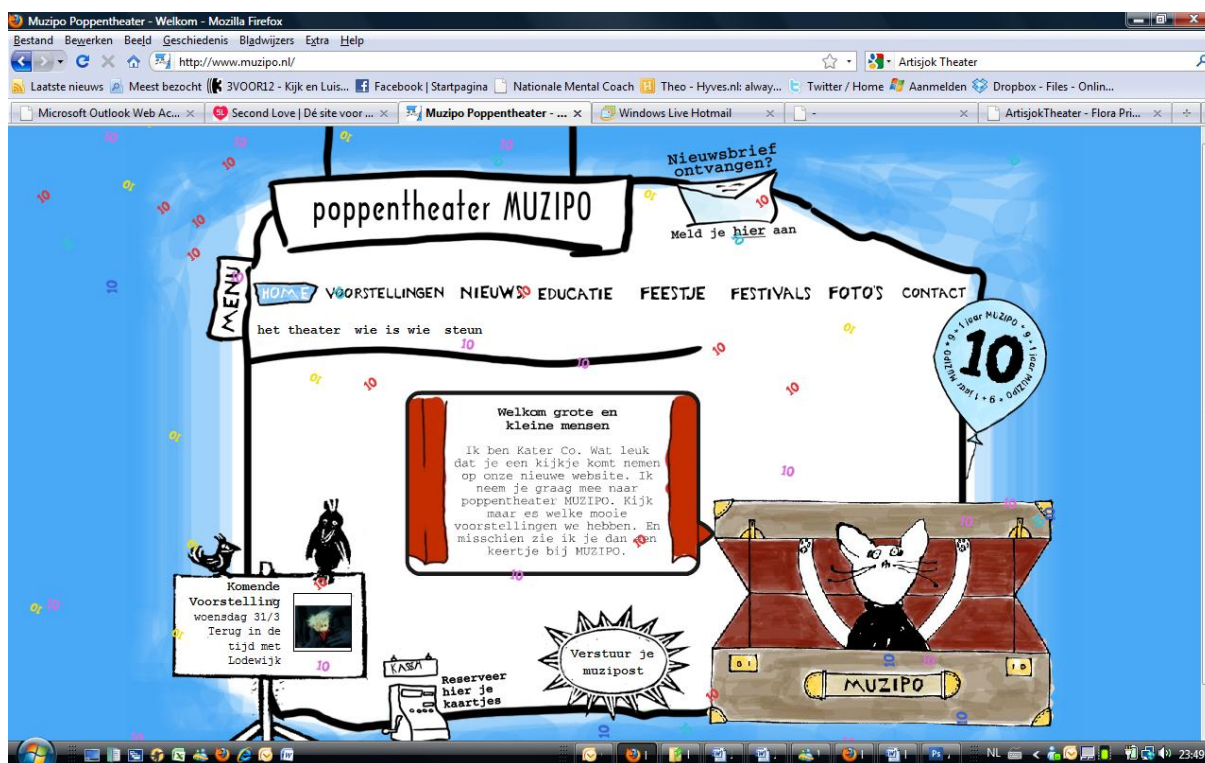 Muzipo Poppentheater - Welkom - Mozilla Firefox
Bestand Bewerken Beeld Geschiedenis Bladwijzers Extra Help
http://www.muzipo.nl/ Artisjok Theater
Laatste nieuws Meest bezocht 3VOOR12 - Kijk en Luis... Facebook | Startpagina Nationale Mental Coach Theo - Hyves.nl: alway... Twitter / Home Aanmelden Dropbox - Files - Onlin...
Microsoft Outlook Web Ac... Second Love | Dé site voor ... Muzipo Poppentheater - ... Windows Live Hotmail - ArtisjokTheater - Flora Pri...
Nieuwsbrief
ontvangen?
poppentheater MUZIPO
Meld je hier aan
MENU
HOME VOORSTELLINGEN NIEUWS EDUCATIE FEESTJE FESTIVALS FOTO'S CONTACT
het theater wie is wie steun
10
9 + 1 jaar MUZIPO
Welkom grote en
kleine mensen
Ik ben Kater Co. Wat leuk
dat je een kijkje komt nemen
op onze nieuwe website. Ik
neem je graag mee naar
poppentheater MUZIPO. Kijk
maar es welke mooie
voorstellingen we hebben. En
misschien zie ik je dan een
keertje bij MUZIPO.
Komende
Voorstelling
woensdag 31/3
Terug in de
tijd met
Lodewijk
KASSA
Reserveer
hier je
kaartjes
Verstuur je
muzipost
MUZIPO
NL 23:49